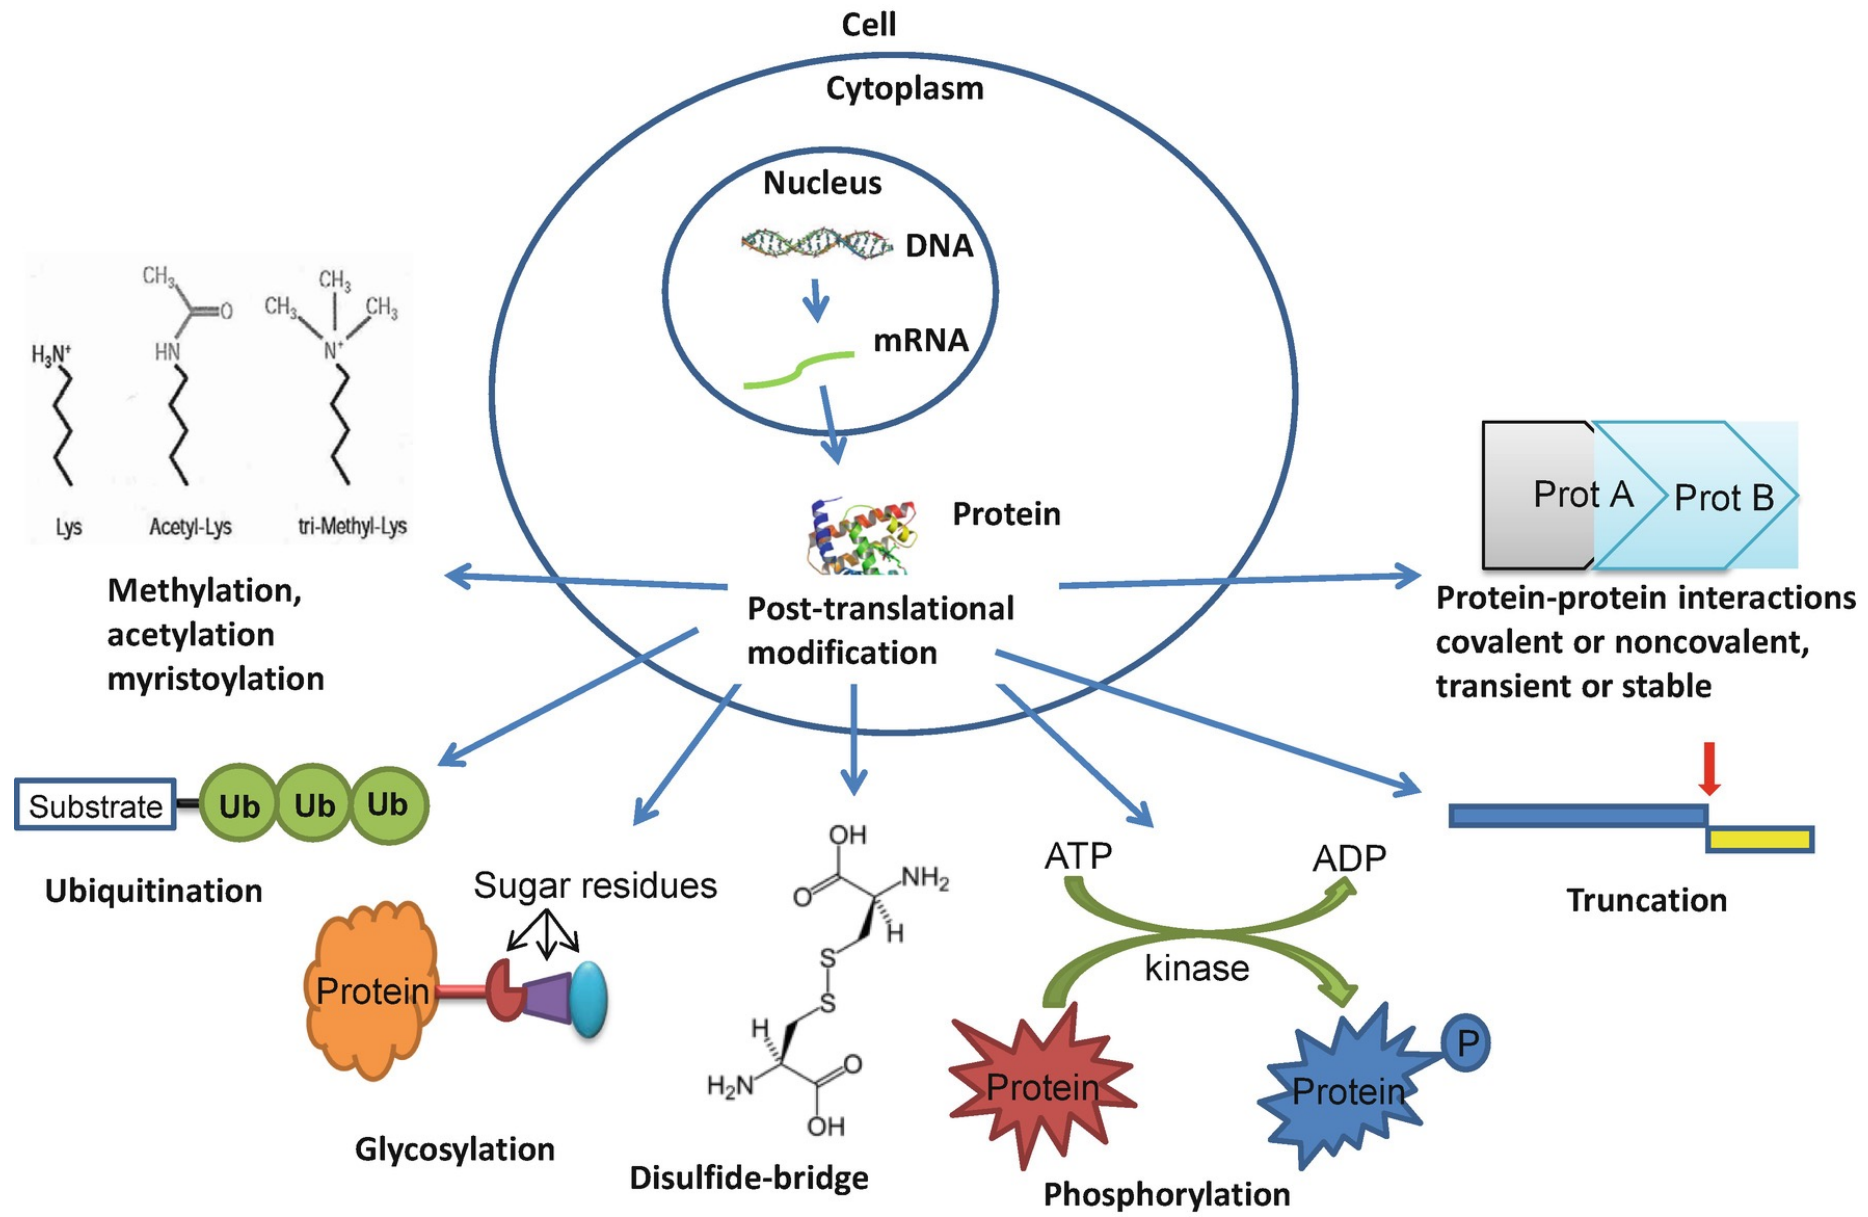 Cell
Cytoplasm
Nucleus
DNA
mRNA
Protein
Post-translational
modification
CH₃
O
HN
H₃N⁺
CH₃
CH₃
CH₃
N⁺
Lys
Acetyl-Lys
tri-Methyl-Lys
Methylation,
acetylation
myristoylation
Prot A
Prot B
Protein-protein interactions
covalent or noncovalent,
transient or stable
Substrate
Ub
Ub
Ub
Ubiquitination
Sugar residues
Protein
Glycosylation
OH
O
NH₂
H
S
S
H
H₂N
O
OH
Disulfide-bridge
ATP
ADP
kinase
Protein
Protein
P
Phosphorylation
Truncation